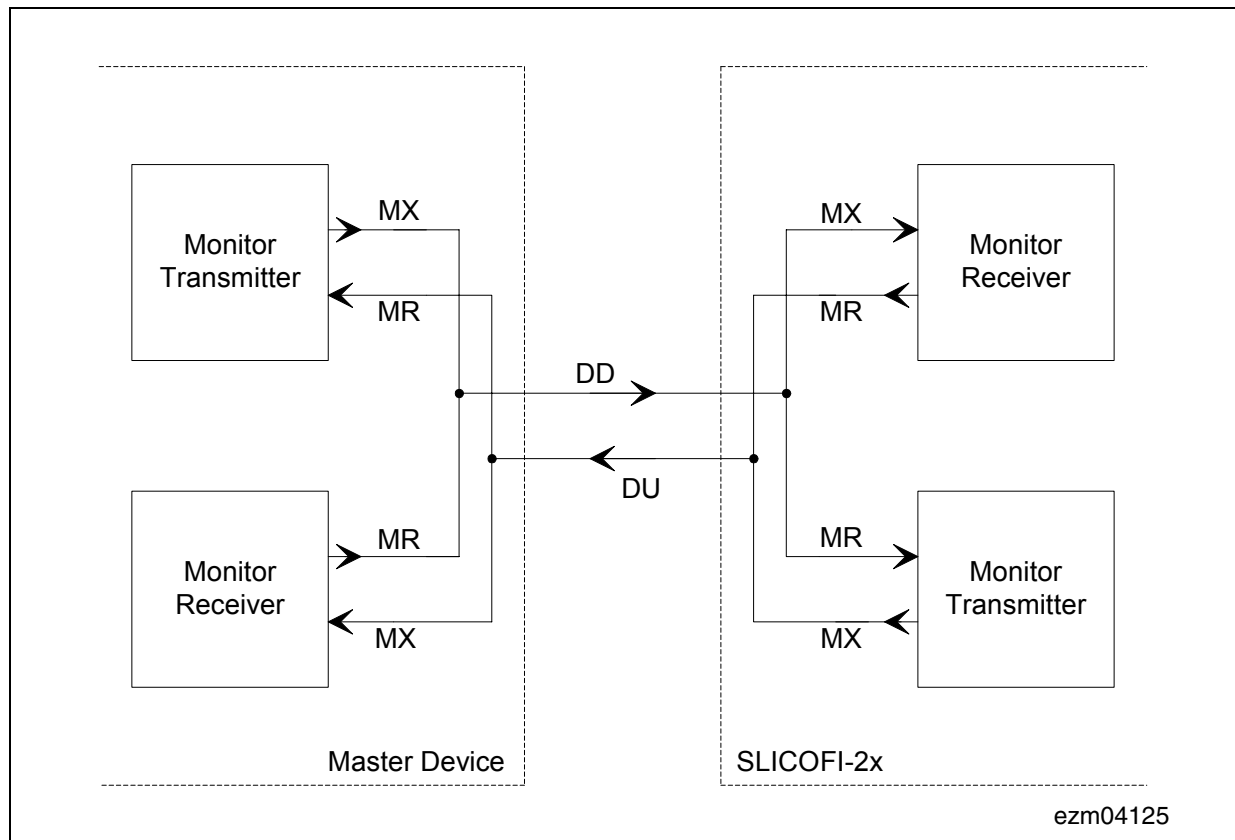 Monitor
Transmitter
MX
MR
MX
MR
Monitor
Receiver
DD
DU
Monitor
Receiver
MR
MX
MR
MX
Monitor
Transmitter
Master Device
SLICOFI-2x
ezm04125